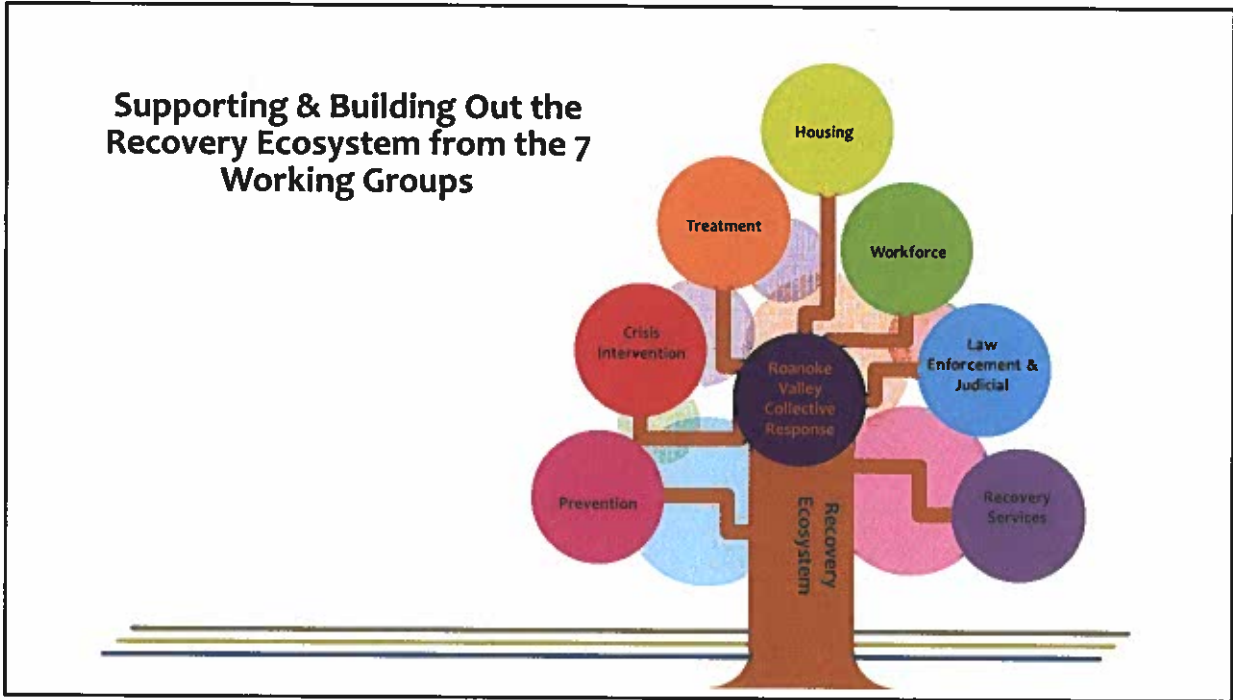 Supporting & Building Out the
Recovery Ecosystem from the 7
Working Groups
Housing
Treatment
Workforce
Crisis
Intervention
Law
Enforcement &
Judicial
Roanoke
Valley
Collective
Response
Prevention
Recovery
Services
Recovery
Ecosystem